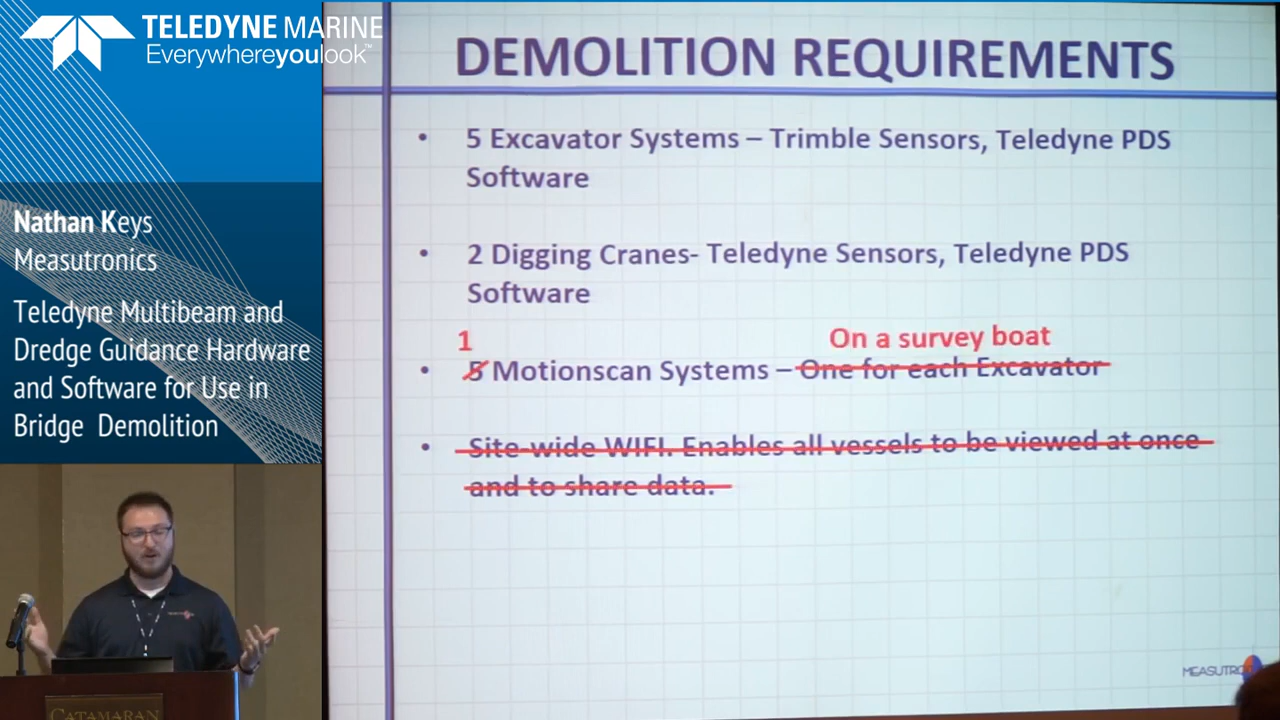 TELEDYNE MARINE
Everywhereyoulook™
Nathan Keys
Measutronics
Teledyne Multibeam and
Dredge Guidance Hardware
and Software for Use in
Bridge Demolition
DEMOLITION REQUIREMENTS
• 5 Excavator Systems – Trimble Sensors, Teledyne PDS
Software
• 2 Digging Cranes- Teledyne Sensors, Teledyne PDS
Software
1 On a survey boat
• 5 Motionscan Systems – One for each Excavator
• Site-wide WIFI. Enables all vessels to be viewed at once
and to share data.
CATAMARAN